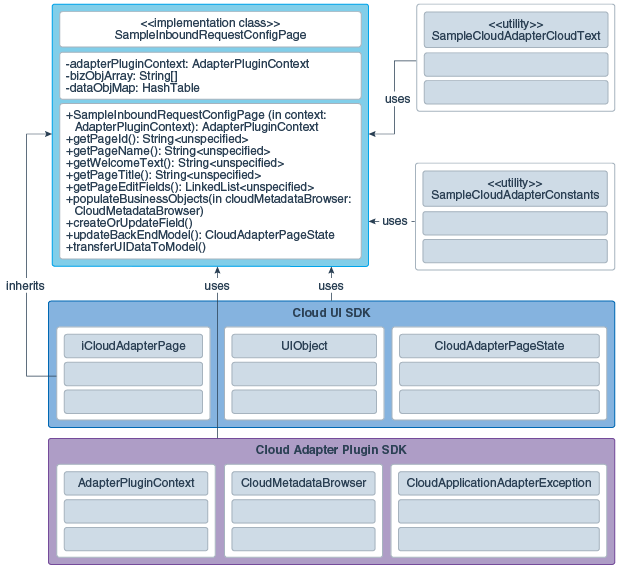 <<implementation class>>
SampleInboundRequestConfigPage
-adapterPluginContext: AdapterPluginContext
-bizObjArray: String[]
-dataObjMap: HashTable
+SampleInboundRequestConfigPage (in context:
AdapterPluginContext): AdapterPluginContext
+getPageId(): String<unspecified>
+getPageName(): String<unspecified>
+getWelcomeText(): String<unspecified>
+getPageTitle(): String<unspecified>
+getPageEditFields(): LinkedList<unspecified>
+populateBusinessObjects(in cloudMetadataBrowser:
CloudMetadataBrowser)
+createOrUpdateField()
+updateBackEndModel(): CloudAdapterPageState
+transferUIDataToModel()
<<utility>>
SampleCloudAdapterCloudText
uses
<<utility>>
SampleCloudAdapterConstants
uses
inherits
uses
uses
Cloud UI SDK
iCloudAdapterPage
UIObject
CloudAdapterPageState
Cloud Adapter Plugin SDK
AdapterPluginContext
CloudMetadataBrowser
CloudApplicationAdapterException